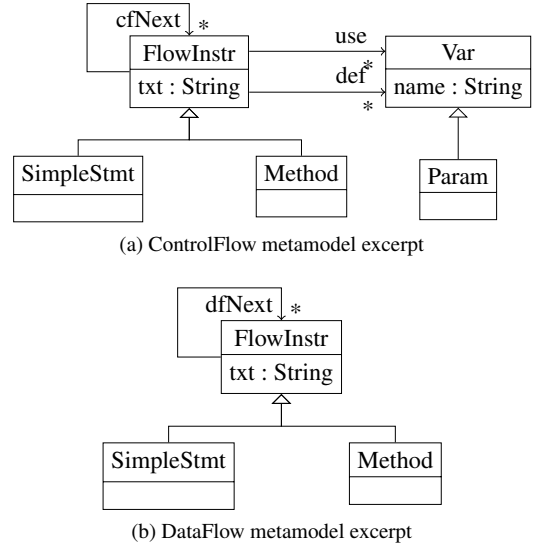 cfNext
*
FlowInstr
txt : String
use
*
def
*
Var
name : String
SimpleStmt
Method
Param
(a) ControlFlow metamodel excerpt
dfNext
*
FlowInstr
txt : String
SimpleStmt
Method
(b) DataFlow metamodel excerpt